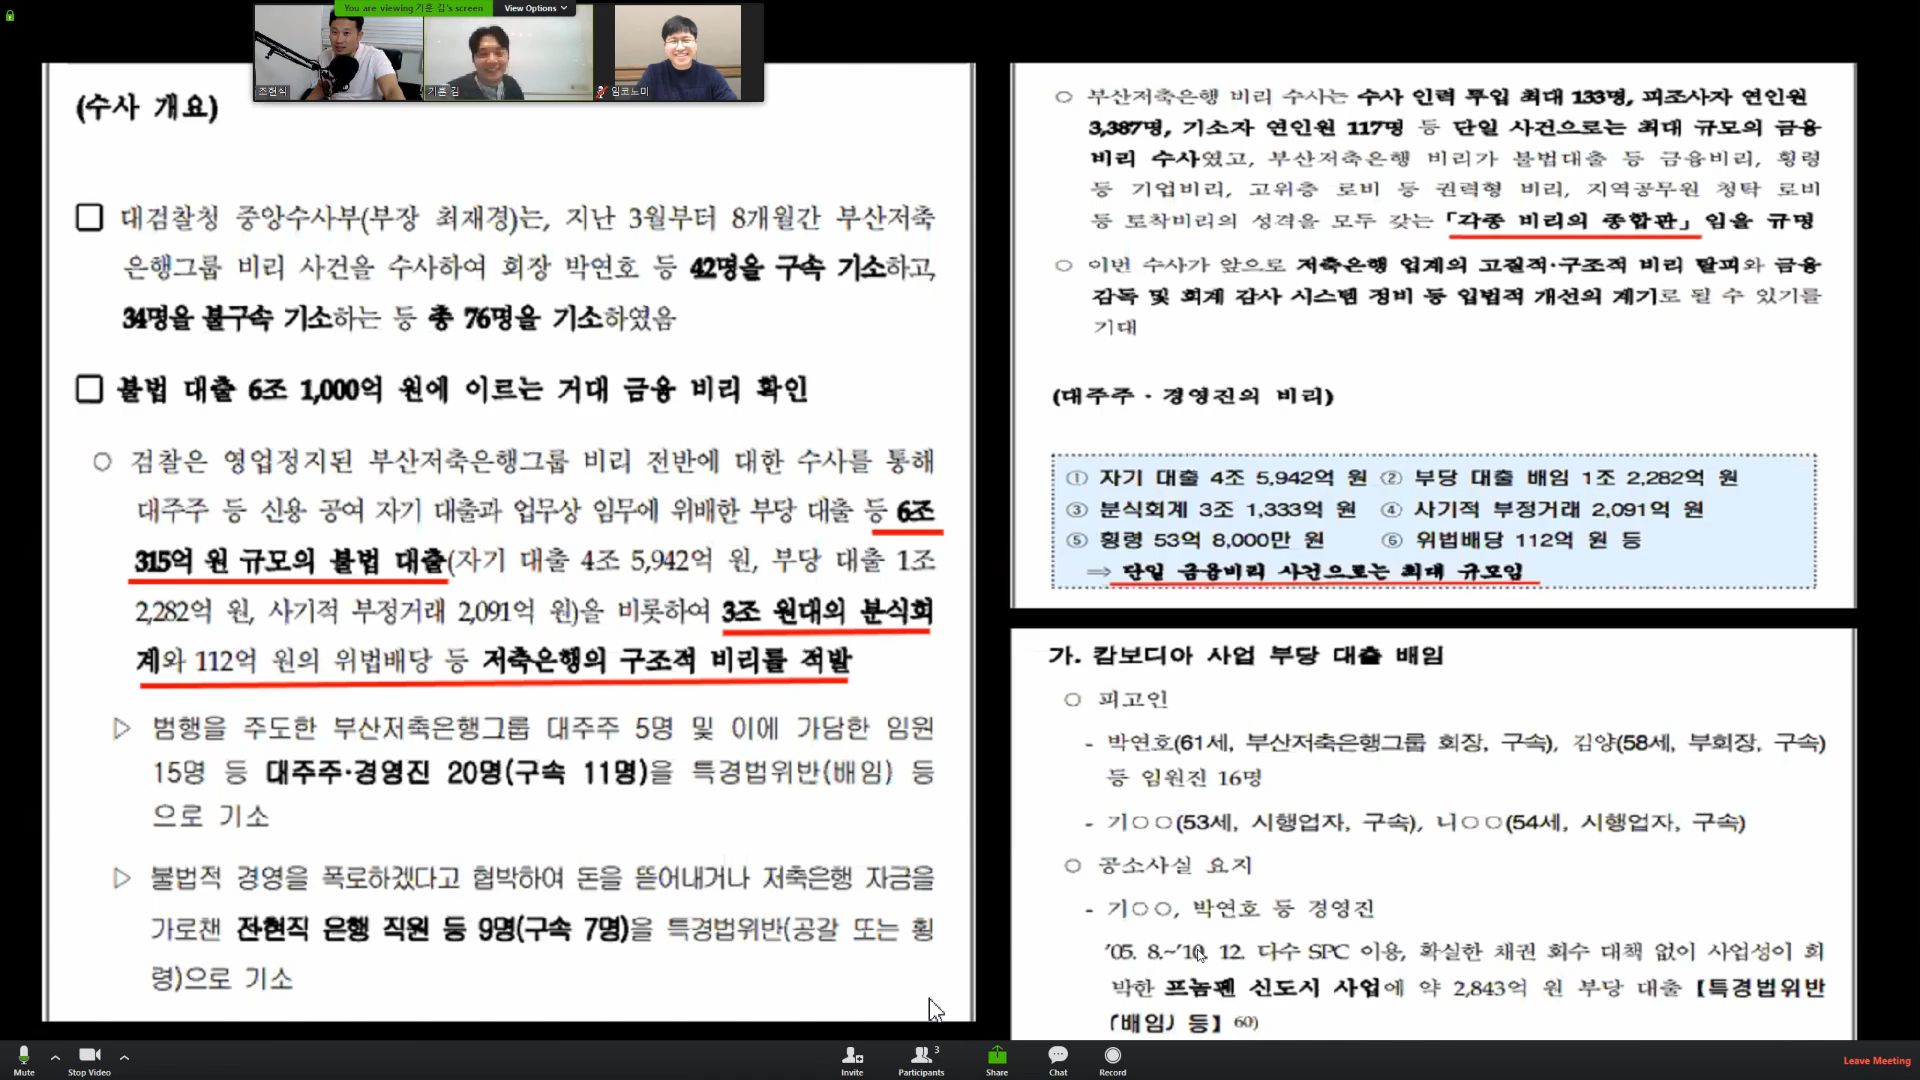 You are viewing 기훈 김's screen
View Options
조현식
기훈 김
임코노미
(수사 개요)
대검찰청 중앙수사부(부장 최재경)는, 지난 3월부터 8개월간 부산저축
은행그룹 비리 사건을 수사하여 회장 박연호 등 42명을 구속 기소하고,
34명을 불구속 기소하는 등 총 76명을 기소하였음
불법 대출 6조 1,000억 원에 이르는 거대 금융 비리 확인
○ 검찰은 영업정지된 부산저축은행그룹 비리 전반에 대한 수사를 통해
대주주 등 신용 공여 자기 대출과 업무상 임무에 위배한 부당 대출 등 6조
315억 원 규모의 불법 대출(자기 대출 4조 5,942억 원, 부당 대출 1조
2,282억 원, 사기적 부정거래 2,091억 원)을 비롯하여 3조 원대의 분식회
계와 112억 원의 위법배당 등 저축은행의 구조적 비리를 적발
▷ 범행을 주도한 부산저축은행그룹 대주주 5명 및 이에 가담한 임원
15명 등 대주주·경영진 20명(구속 11명)을 특경법위반(배임) 등
으로 기소
▷ 불법적 경영을 폭로하겠다고 협박하여 돈을 뜯어내거나 저축은행 자금을
가로챈 전현직 은행 직원 등 9명(구속 7명)을 특경법위반(공갈 또는 횡
령)으로 기소
○ 부산저축은행 비리 수사는 수사 인력 투입 최대 133명, 피조사자 연인원
3,387명, 기소자 연인원 117명 등 단일 사건으로는 최대 규모의 금융
비리 수사였고, 부산저축은행 비리가 불법대출 등 금융비리, 횡령
등 기업비리, 고위층 로비 등 권력형 비리, 지역공무원 청탁 로비
등 토착비리의 성격을 모두 갖는 「각종 비리의 종합판」임을 규명
○ 이번 수사가 앞으로 저축은행 업계의 고질적·구조적 비리 탈피와 금융
감독 및 회계 감사 시스템 정비 등 입법적 개선의 계기로 될 수 있기를
기대
(대주주 · 경영진의 비리)
① 자기 대출 4조 5,942억 원 ② 부당 대출 배임 1조 2,282억 원
③ 분식회계 3조 1,333억 원 ④ 사기적 부정거래 2,091억 원
⑤ 횡령 53억 8,000만 원 ⑥ 위법배당 112억 원 등
⇒ 단일 금융비리 사건으로는 최대 규모임
가. 캄보디아 사업 부당 대출 배임
○ 피고인
- 박연호(61세, 부산저축은행그룹 회장, 구속), 김양(58세, 부회장, 구속)
등 임원진 16명
- 기○○(53세, 시행업자, 구속), 니○○(54세, 시행업자, 구속)
○ 공소사실 요지
- 기○○, 박연호 등 경영진
'05. 8.~'10. 12. 다수 SPC 이용, 확실한 채권 회수 대책 없이 사업성이 희
박한 프놈펜 신도시 사업에 약 2,843억 원 부당 대출 【특경법위반
(배임) 등】 60)
Mute
Stop Video
Invite
3
Participants
Share
Chat
Record
Leave Meeting